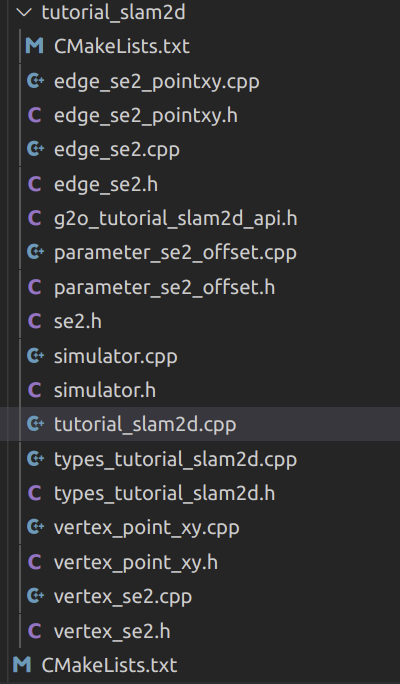 tutorial_slam2d
CMakeLists.txt
edge_se2_pointxy.cpp
edge_se2_pointxy.h
edge_se2.cpp
edge_se2.h
g2o_tutorial_slam2d_api.h
parameter_se2_offset.cpp
parameter_se2_offset.h
se2.h
simulator.cpp
simulator.h
tutorial_slam2d.cpp
types_tutorial_slam2d.cpp
types_tutorial_slam2d.h
vertex_point_xy.cpp
vertex_point_xy.h
vertex_se2.cpp
vertex_se2.h
CMakeLists.txt